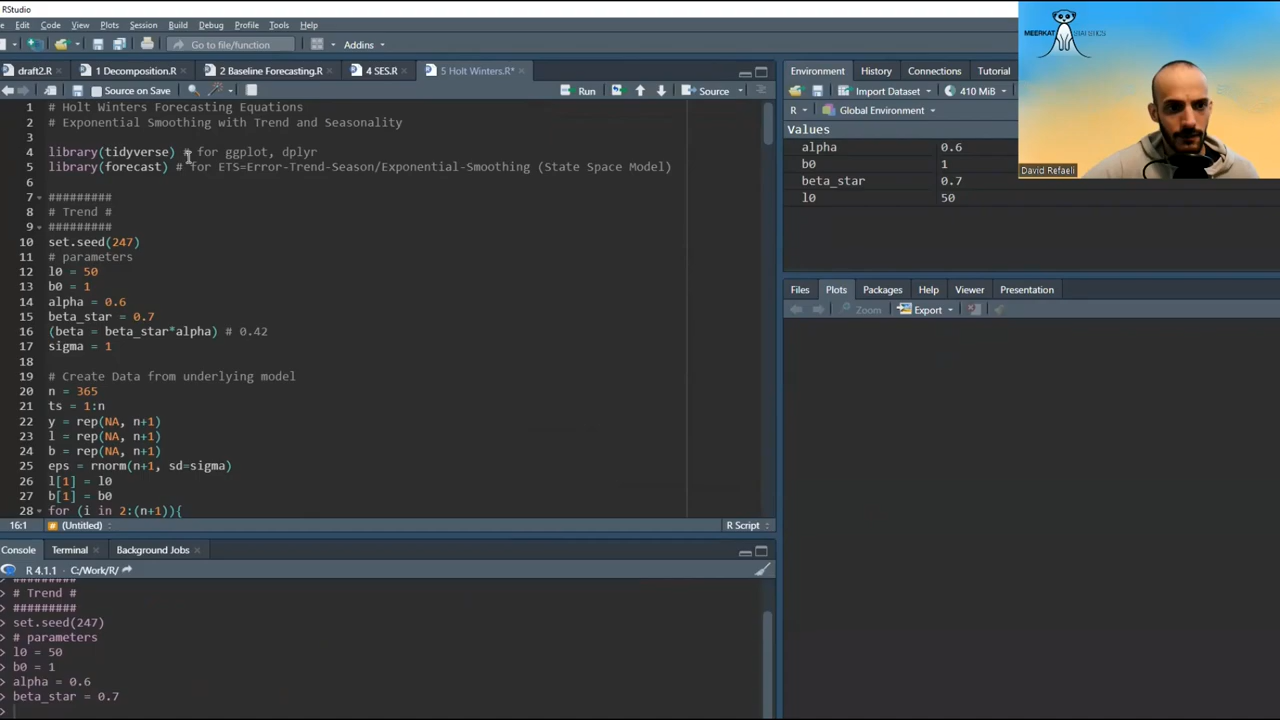 RStudio
Edit Code View Plots Session Build Debug Profile Tools Help
Go to file/function Addins
draft2.R 1 Decomposition.R 2 Baseline Forecasting.R 4 SES.R 5 Holt Winters.R*
Source on Save Run Source
1 # Holt Winters Forecasting Equations
2 # Exponential Smoothing with Trend and Seasonality
3
4 library(tidyverse) # for ggplot, dplyr
5 library(forecast) # for ETS=Error-Trend-Season/Exponential-Smoothing (State Space Model)
6
7 #########
8 # Trend #
9 #########
10 set.seed(247)
11 # parameters
12 l0 = 50
13 b0 = 1
14 alpha = 0.6
15 beta_star = 0.7
16 (beta = beta_star*alpha) # 0.42
17 sigma = 1
18
19 # Create Data from underlying model
20 n = 365
21 ts = 1:n
22 y = rep(NA, n+1)
23 l = rep(NA, n+1)
24 b = rep(NA, n+1)
25 eps = rnorm(n+1, sd=sigma)
26 l[1] = l0
27 b[1] = b0
28 for (i in 2:(n+1)){
16:1 # (Untitled) R Script
Console Terminal Background Jobs
R 4.1.1 · C:/Work/R/
> #########
> # Trend #
> #########
> set.seed(247)
> # parameters
> l0 = 50
> b0 = 1
> alpha = 0.6
> beta_star = 0.7
>
Environment History Connections Tutorial
Import Dataset 410 MiB
R Global Environment
Values
alpha 0.6
b0 1
beta_star 0.7
l0 50
Files Plots Packages Help Viewer Presentation
Zoom Export
MEERKAT STATISTICS
David Refaeli